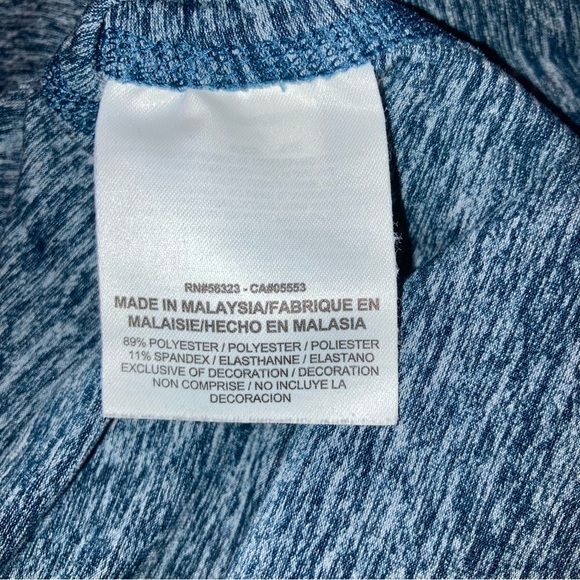 RN#56323 - CA#05553
MADE IN MALAYSIA/FABRIQUE EN
MALAISIE/HECHO EN MALASIA
89% POLYESTER / POLYESTER / POLIESTER
11% SPANDEX / ELASTHANNE / ELASTANO
EXCLUSIVE OF DECORATION / DECORATION
NON COMPRISE / NO INCLUYE LA
DECORACION